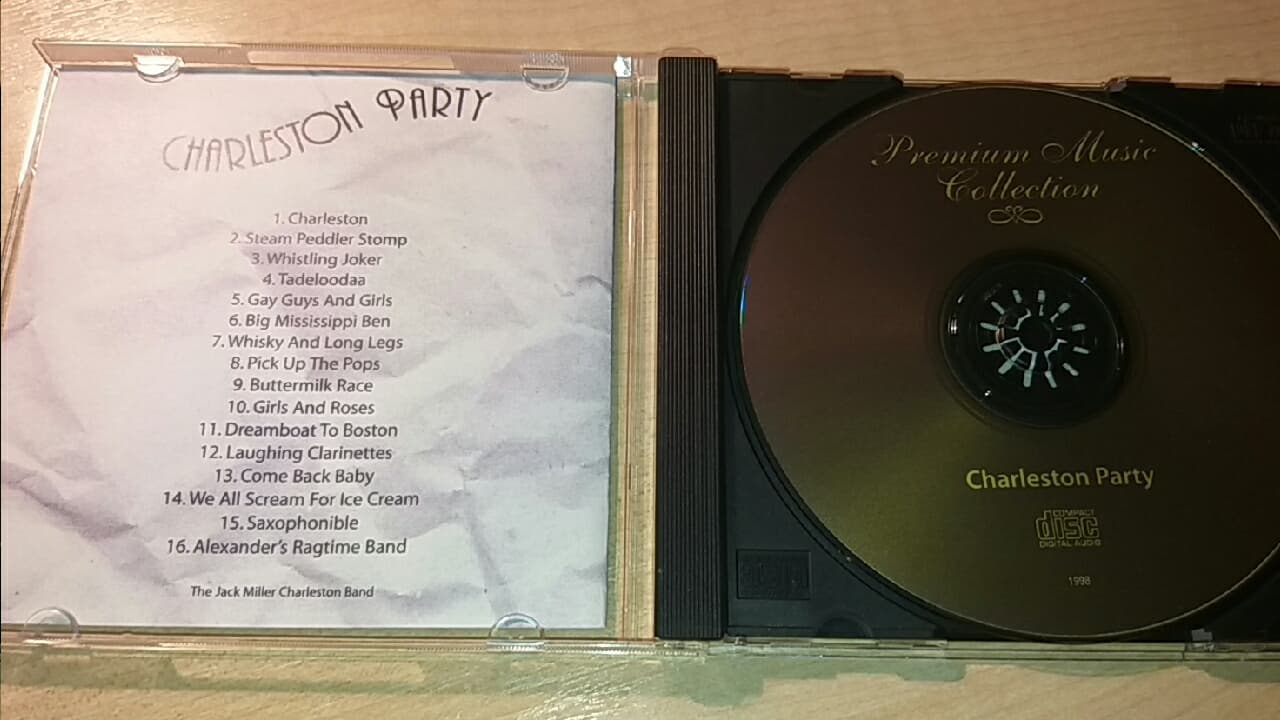 CHARLESTON PARTY
1. Charleston
2. Steam Peddler Stomp
3. Whistling Joker
4. Tadeloodaa
5. Gay Guys And Girls
6. Big Mississippi Ben
7. Whisky And Long Legs
8. Pick Up The Pops
9. Buttermilk Race
10. Girls And Roses
11. Dreamboat To Boston
12. Laughing Clarinettes
13. Come Back Baby
14. We All Scream For Ice Cream
15. Saxophonible
16. Alexander's Ragtime Band
The Jack Miller Charleston Band
Premium Music
Collection
Charleston Party
COMPACT
disc
DIGITAL AUDIO
1998